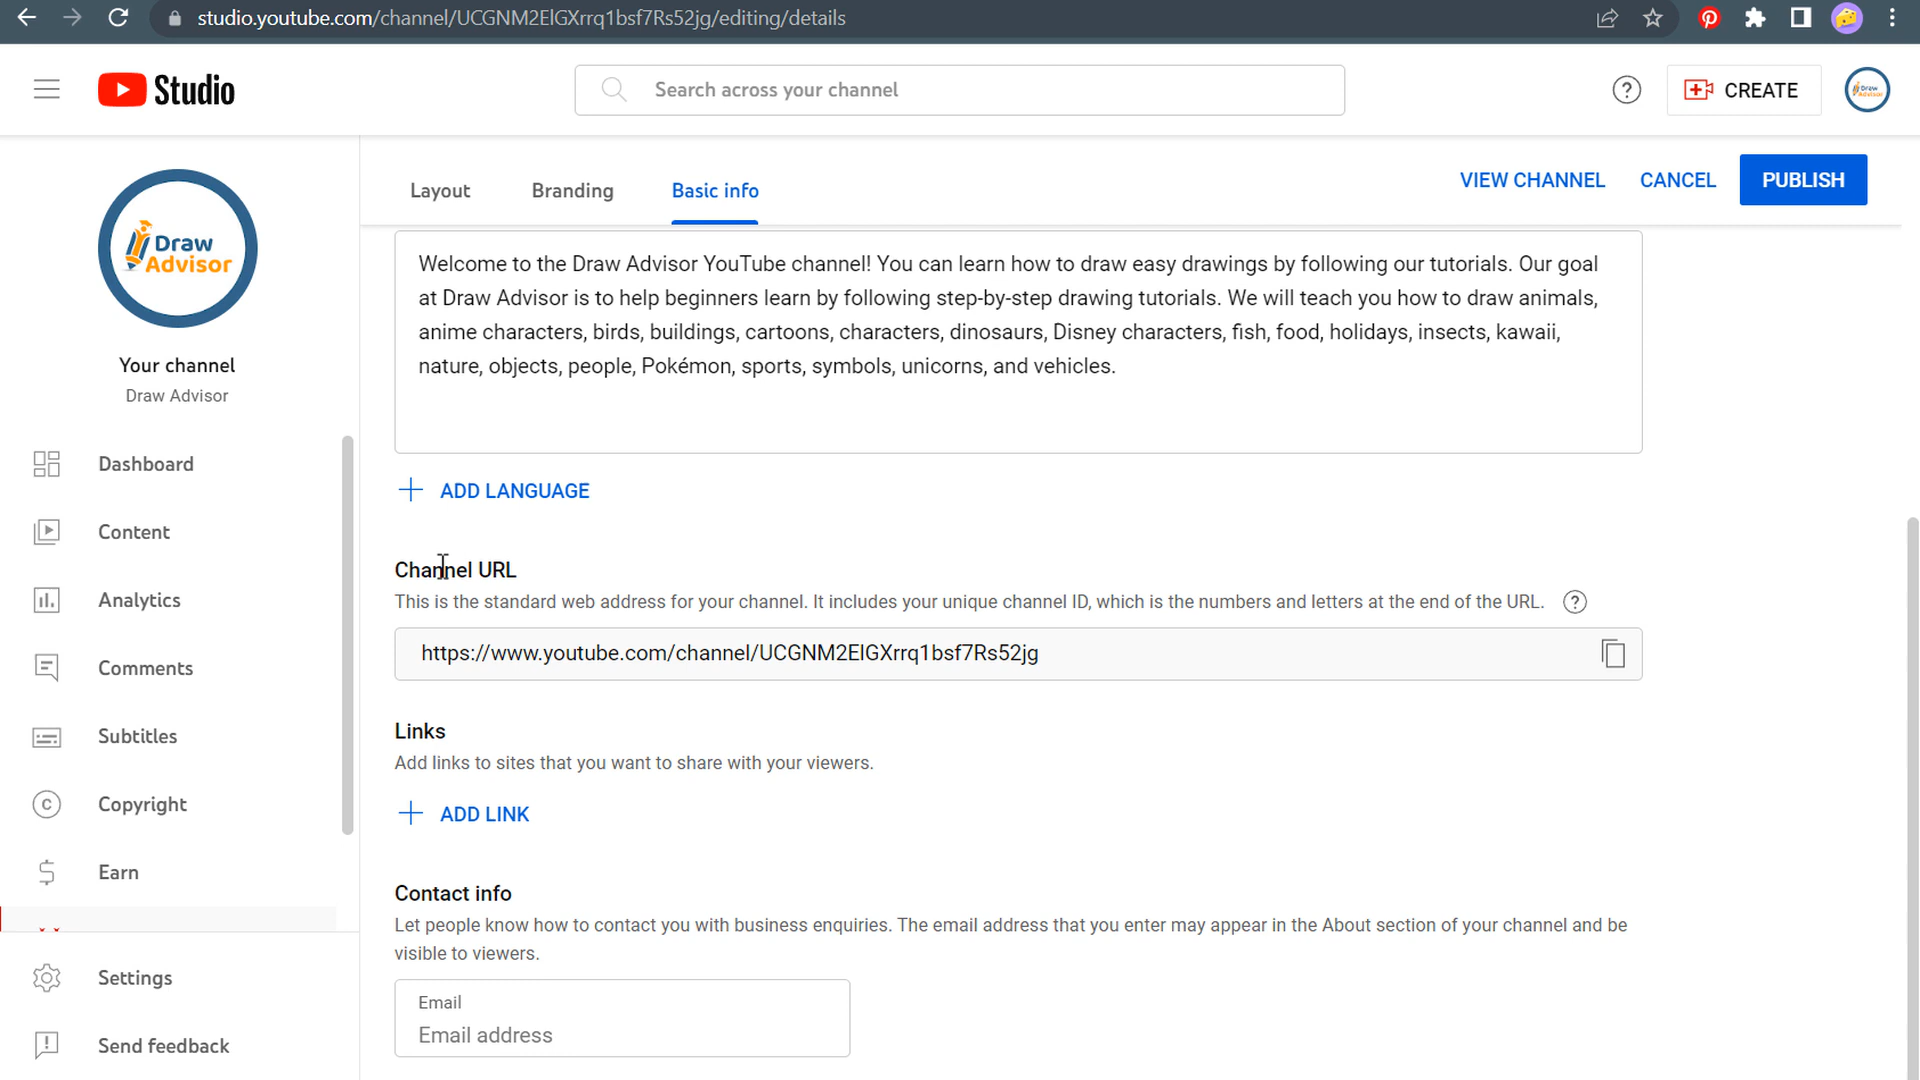 studio.youtube.com/channel/UCGNM2ElGXrrq1bsf7Rs52jg/editing/details
Studio
Search across your channel
CREATE
Draw Advisor
Draw
Advisor
Your channel
Draw Advisor
Dashboard
Content
Analytics
Comments
Subtitles
Copyright
Earn
Settings
Send feedback
Layout
Branding
Basic info
VIEW CHANNEL
CANCEL
PUBLISH
Welcome to the Draw Advisor YouTube channel! You can learn how to draw easy drawings by following our tutorials. Our goal
at Draw Advisor is to help beginners learn by following step-by-step drawing tutorials. We will teach you how to draw animals,
anime characters, birds, buildings, cartoons, characters, dinosaurs, Disney characters, fish, food, holidays, insects, kawaii,
nature, objects, people, Pokémon, sports, symbols, unicorns, and vehicles.
ADD LANGUAGE
Channel URL
This is the standard web address for your channel. It includes your unique channel ID, which is the numbers and letters at the end of the URL.
https://www.youtube.com/channel/UCGNM2ElGXrrq1bsf7Rs52jg
Links
Add links to sites that you want to share with your viewers.
ADD LINK
Contact info
Let people know how to contact you with business enquiries. The email address that you enter may appear in the About section of your channel and be
visible to viewers.
Email
Email address